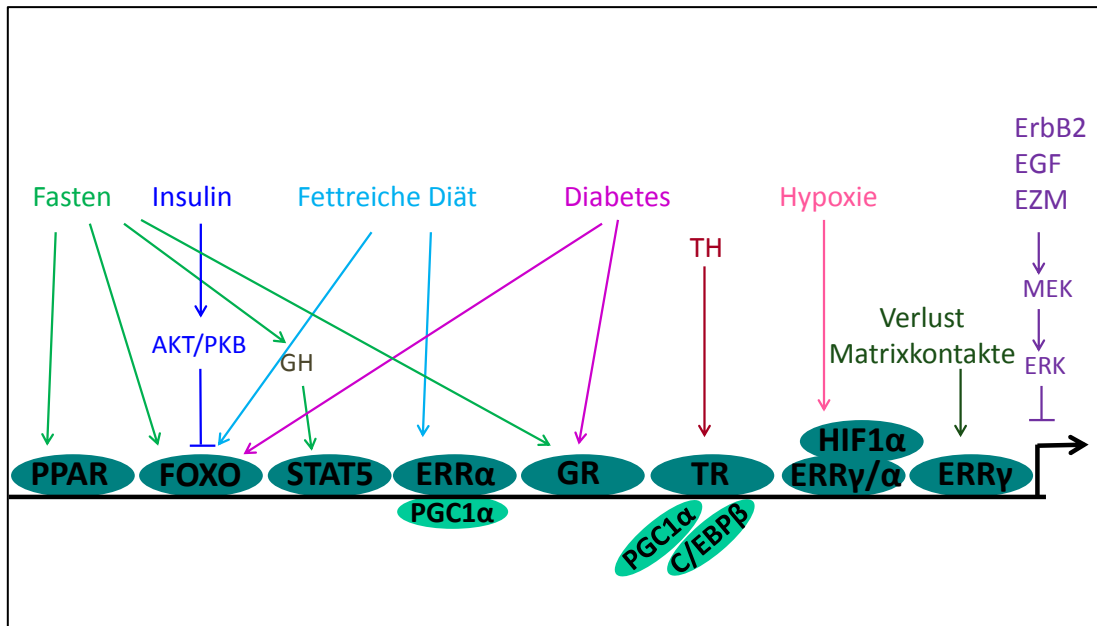 ErbB2
EGF
EZM
Fasten
Insulin
Fettreiche Diät
Diabetes
Hypoxie
TH
MEK
Verlust
Matrixkontakte
AKT/PKB
GH
ERK
HIF1α
PPAR
FOXO
STAT5
ERRα
GR
TR
ERRγ/α
ERRγ
PGC1α
PGC1α
C/EBPβ